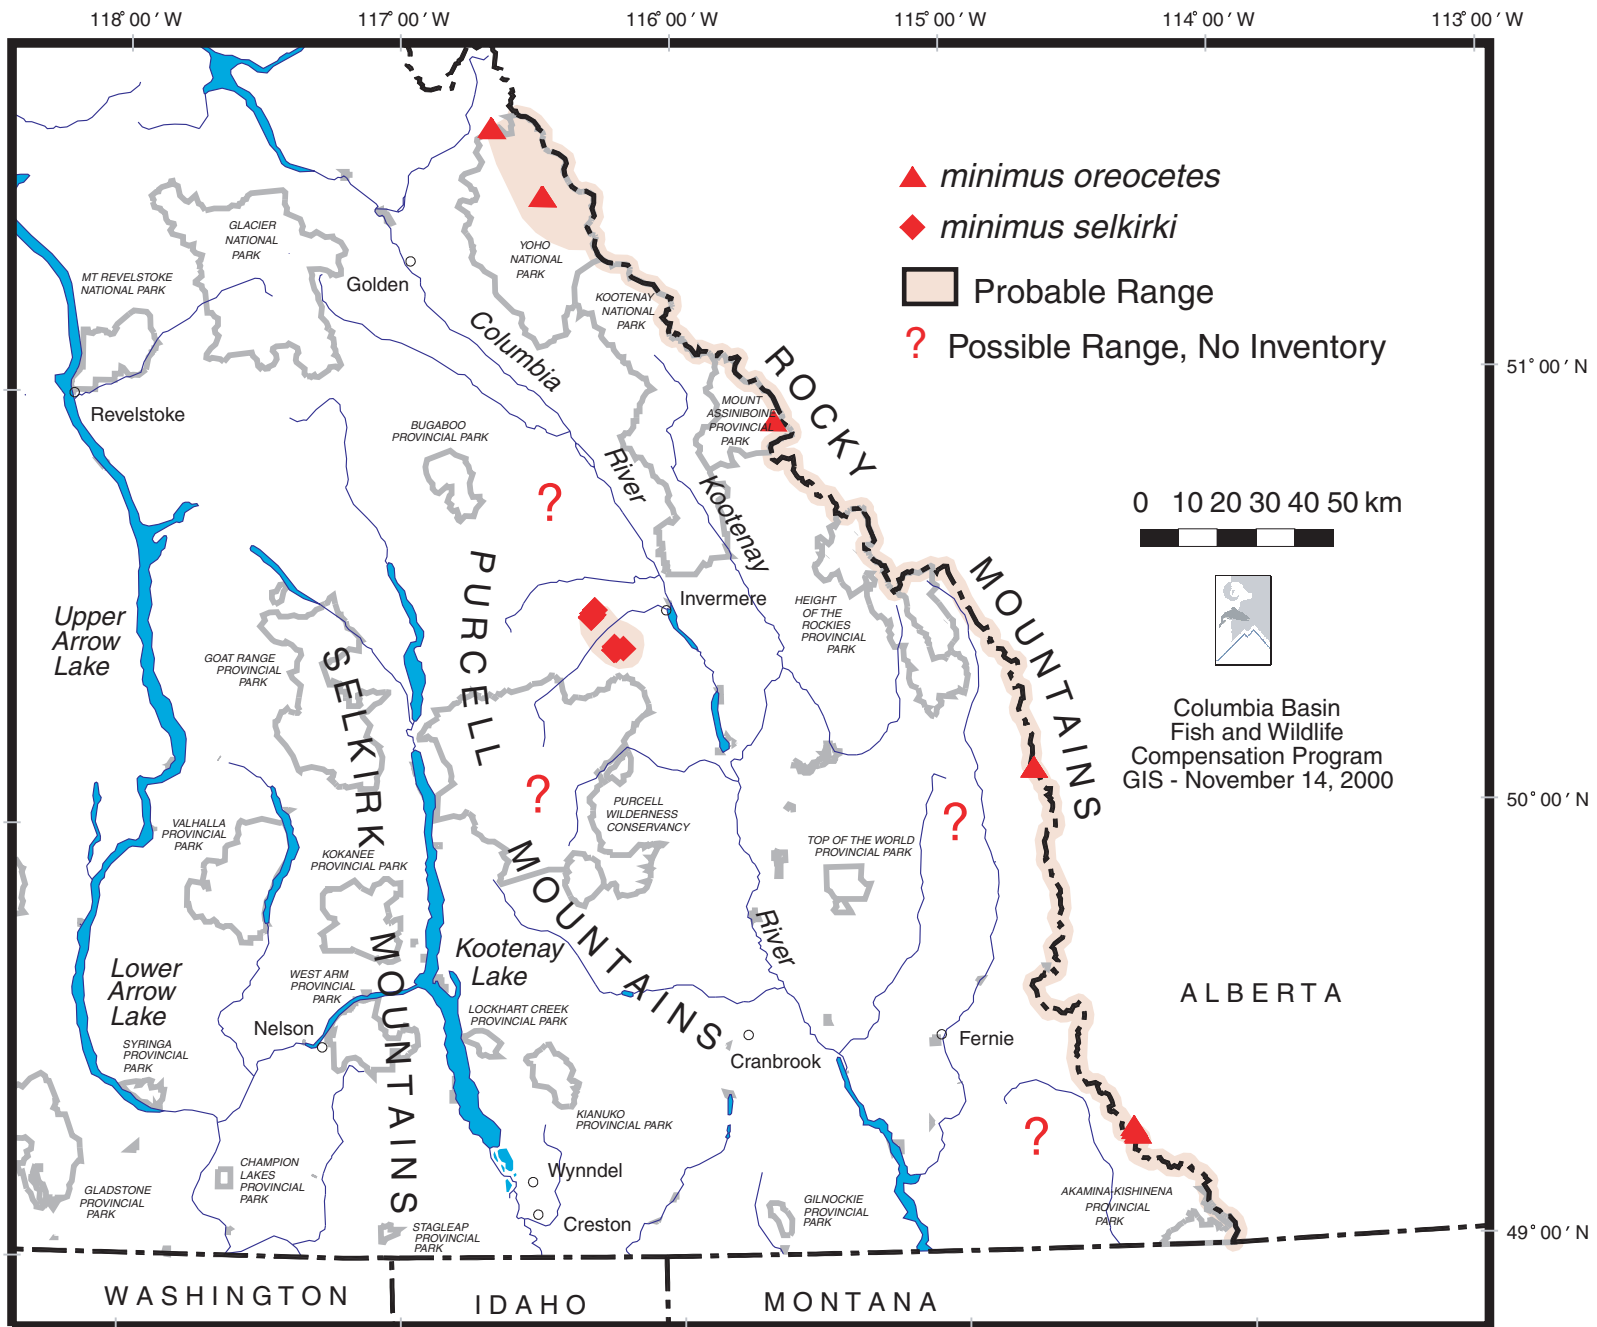 118°00′W
117°00′W
116°00′W
115°00′W
114°00′W
113°00′W
minimus oreocetes
minimus selkirki
Probable Range
? Possible Range, No Inventory
51°00′N
50°00′N
49°00′N
0 10 20 30 40 50 km
Columbia Basin
Fish and Wildlife
Compensation Program
GIS - November 14, 2000
GLACIER
NATIONAL
PARK
MT REVELSTOKE
NATIONAL PARK
Golden
YOHO
NATIONAL
PARK
KOOTENAY
NATIONAL
PARK
Columbia
River
Revelstoke
BUGABOO
PROVINCIAL PARK
MOUNT
ASSINIBOINE
PROVINCIAL
PARK
ROCKY
MOUNTAINS
Kootenay
River
?
PURCELL
MOUNTAINS
Invermere
HEIGHT
OF THE
ROCKIES
PROVINCIAL
PARK
Upper
Arrow
Lake
GOAT RANGE
PROVINCIAL
PARK
SELKIRK
MOUNTAINS
?
PURCELL
WILDERNESS
CONSERVANCY
?
TOP OF THE WORLD
PROVINCIAL PARK
VALHALLA
PROVINCIAL
PARK
KOKANEE
PROVINCIAL PARK
Kootenay
Lake
Lower
Arrow
Lake
WEST ARM
PROVINCIAL
PARK
LOCKHART CREEK
PROVINCIAL PARK
Nelson
SYRINGA
PROVINCIAL
PARK
Cranbrook
Fernie
ALBERTA
KIANUKO
PROVINCIAL PARK
?
Wynndel
Creston
CHAMPION
LAKES
PROVINCIAL
PARK
GLADSTONE
PROVINCIAL
PARK
STAGLEAP
PROVINCIAL
PARK
GILNOCKIE
PROVINCIAL
PARK
AKAMINA-KISHINENA
PROVINCIAL
PARK
WASHINGTON
IDAHO
MONTANA